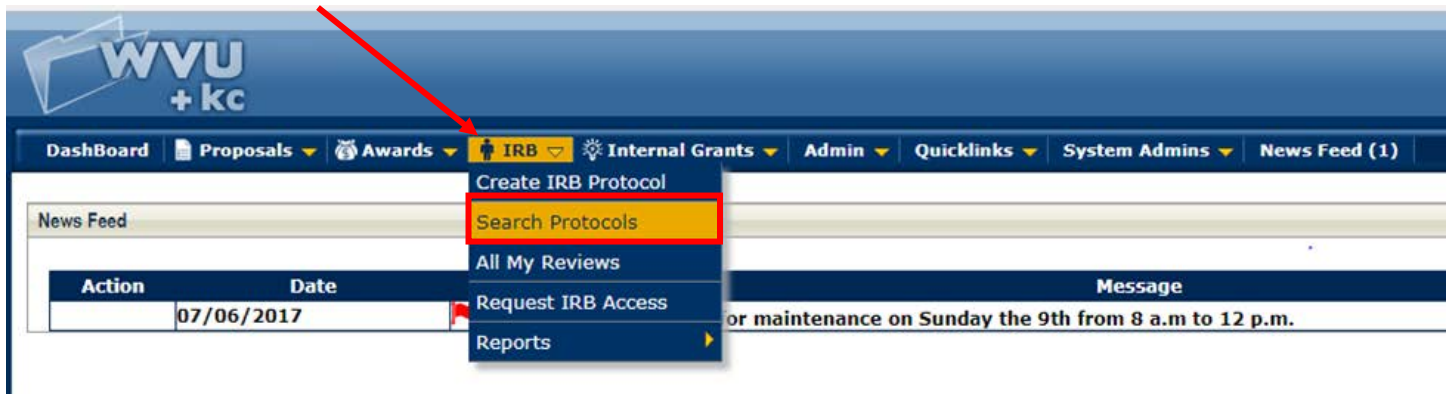 WVU
+ kc
DashBoard Proposals Awards IRB Internal Grants Admin Quicklinks System Admins News Feed (1)
Create IRB Protocol
Search Protocols
All My Reviews
Request IRB Access
Reports
News Feed
Action Date Message
07/06/2017 or maintenance on Sunday the 9th from 8 a.m to 12 p.m.